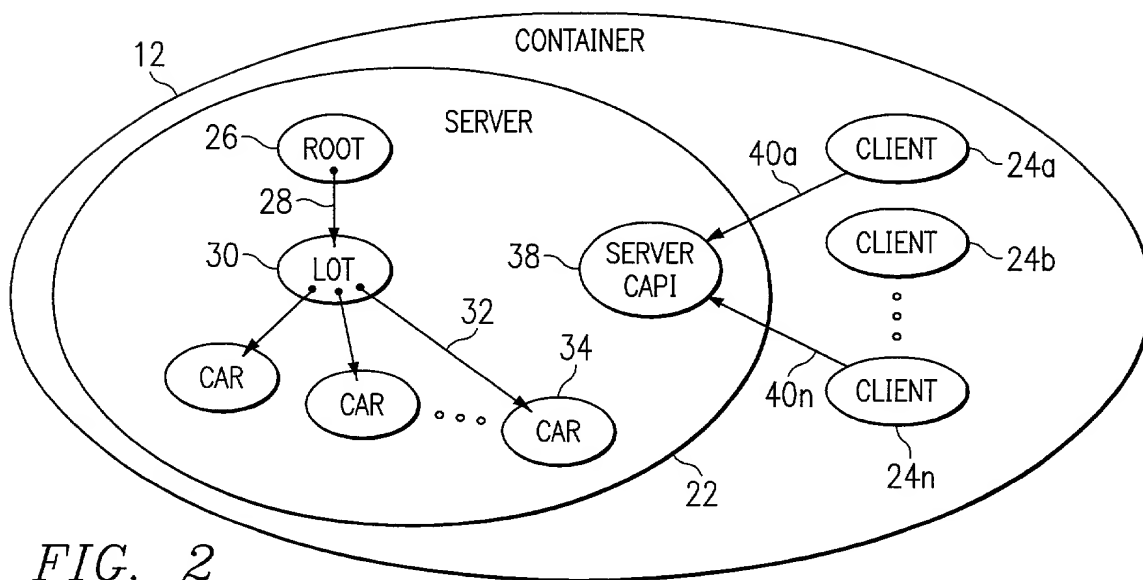 CONTAINER
12
SERVER
26
ROOT
40a
CLIENT
24a
28
30
LOT
38
SERVER
CAPI
CLIENT
24b
32
34
CAR
CAR
CAR
40n
CLIENT
22
24n
FIG. 2